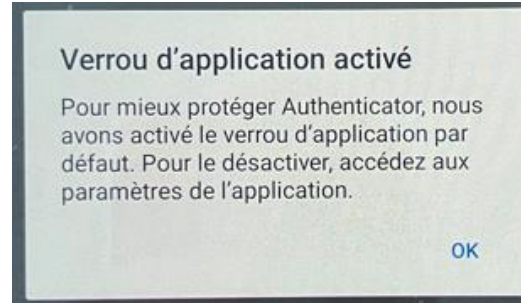 Verrou d’application activé
Pour mieux protéger Authenticator, nous
avons activé le verrou d’application par
défaut. Pour le désactiver, accédez aux
paramètres de l’application.
OK